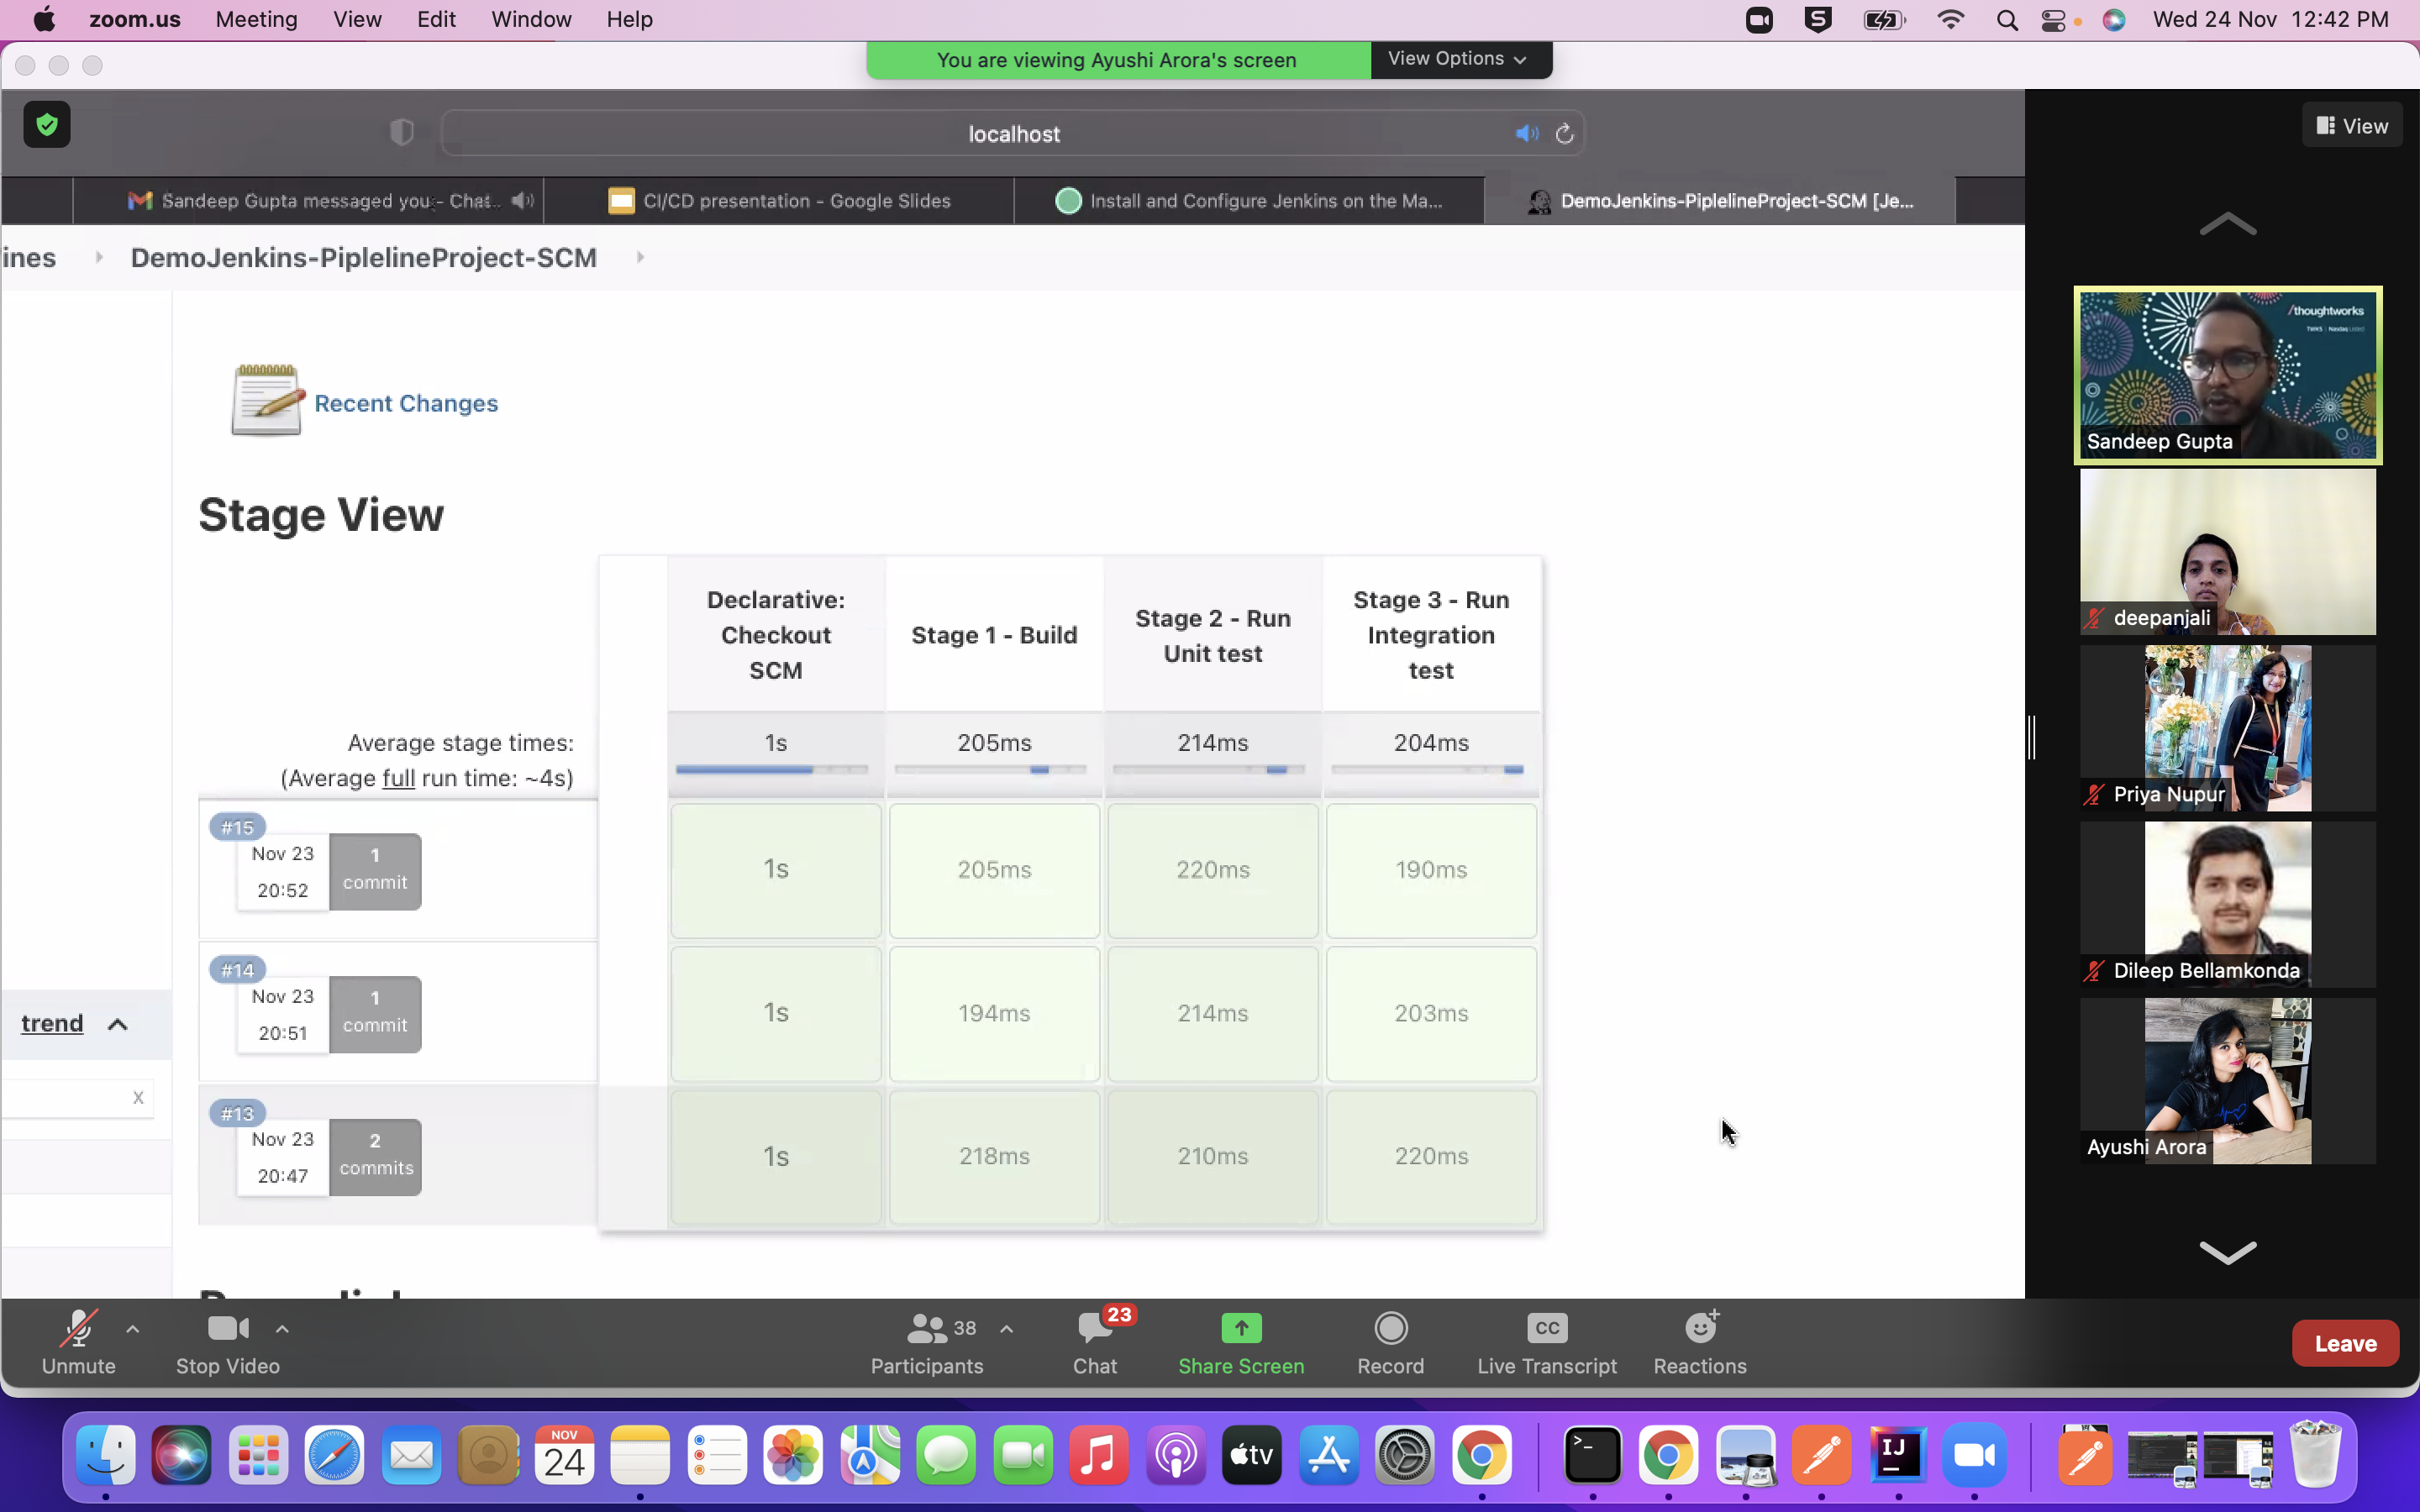 zoom.us Meeting View Edit Window Help
Wed 24 Nov 12:42 PM
You are viewing Ayushi Arora's screen View Options
localhost
View
Sandeep Gupta messaged you - Chat...
CI/CD presentation - Google Slides
Install and Configure Jenkins on the Ma...
DemoJenkins-PiplelineProject-SCM [Je...
ines DemoJenkins-PiplelineProject-SCM
Recent Changes
Stage View
Declarative:
Checkout
SCM
Stage 1 - Build
Stage 2 - Run
Unit test
Stage 3 - Run
Integration
test
Average stage times:
(Average full run time: ~4s)
1s 205ms 214ms 204ms
#15
Nov 23
20:52
1
commit
1s 205ms 220ms 190ms
#14
Nov 23
20:51
1
commit
1s 194ms 214ms 203ms
#13
Nov 23
20:47
2
commits
1s 218ms 210ms 220ms
trend
x
/thoughtworks
Sandeep Gupta
deepanjali
Priya Nupur
Dileep Bellamkonda
Ayushi Arora
Unmute
Stop Video
38
Participants
23
Chat
Share Screen
Record
CC
Live Transcript
Reactions
Leave
NOV
24
tv
IJ